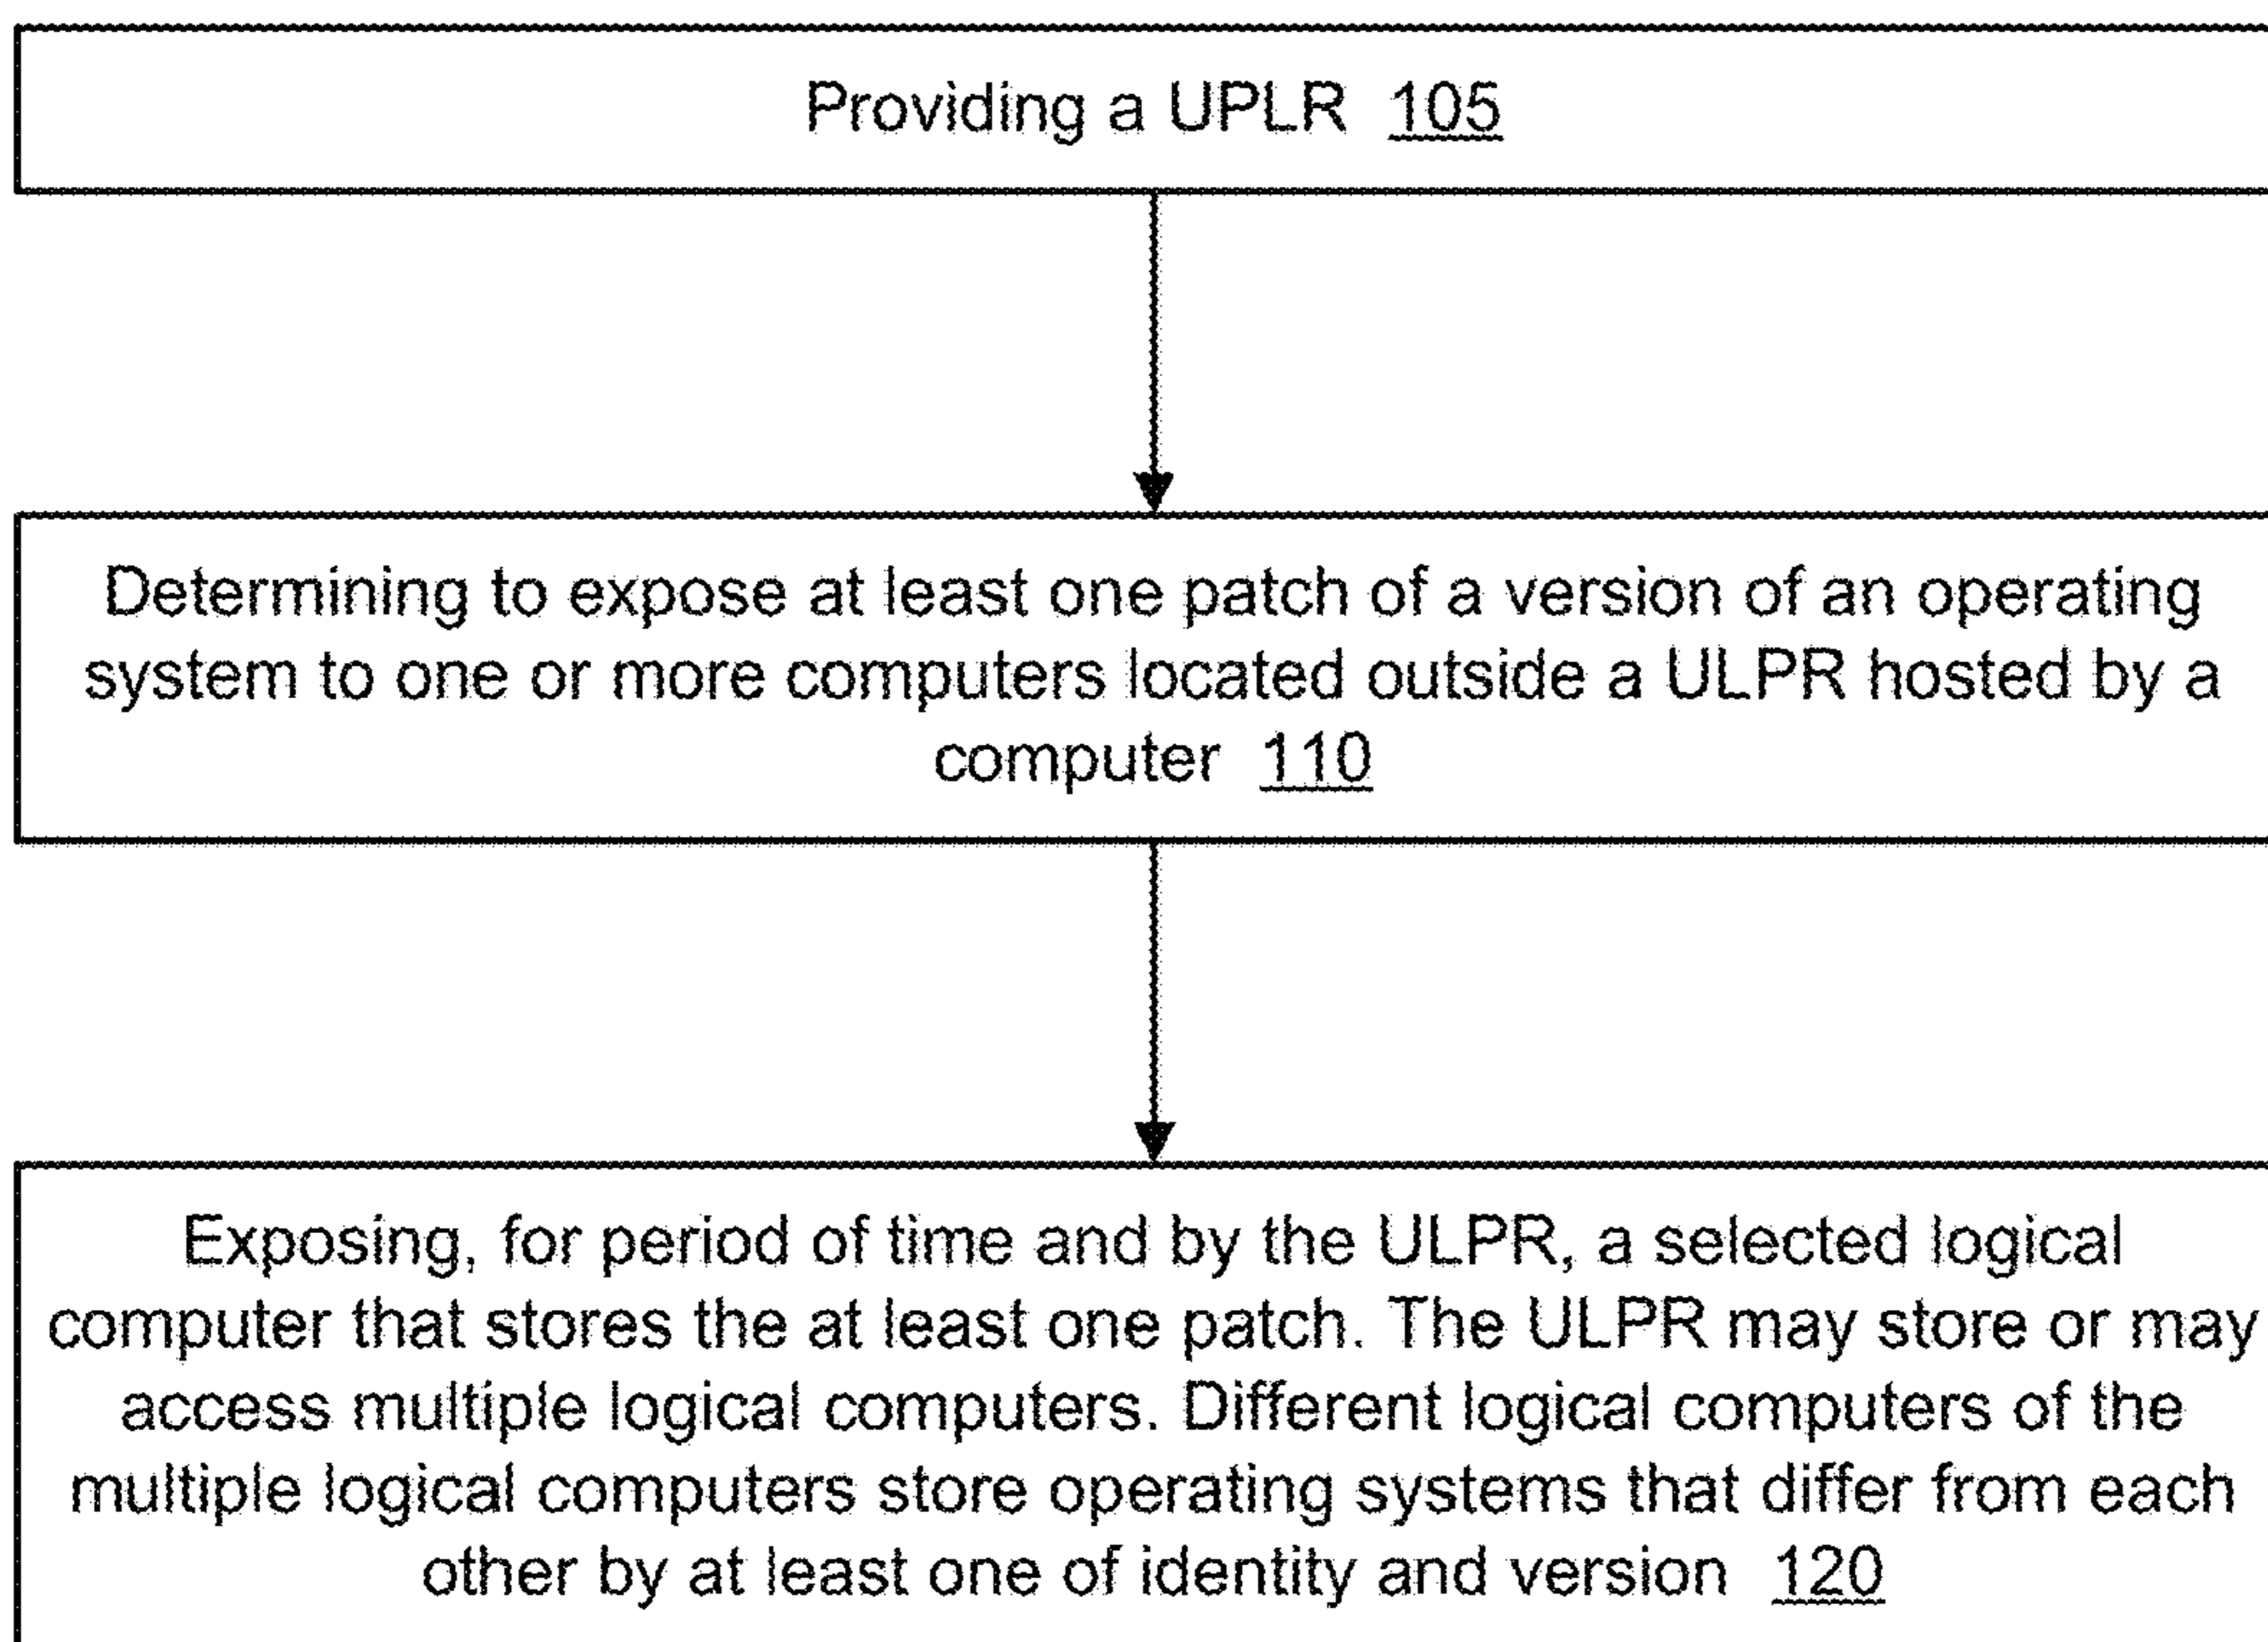 Providing a UPLR 105
Determining to expose at least one patch of a version of an operating
system to one or more computers located outside a ULPR hosted by a
computer 110
Exposing, for period of time and by the ULPR, a selected logical
computer that stores the at least one patch. The ULPR may store or may
access multiple logical computers. Different logical computers of the
multiple logical computers store operating systems that differ from each
other by at least one of identity and version 120